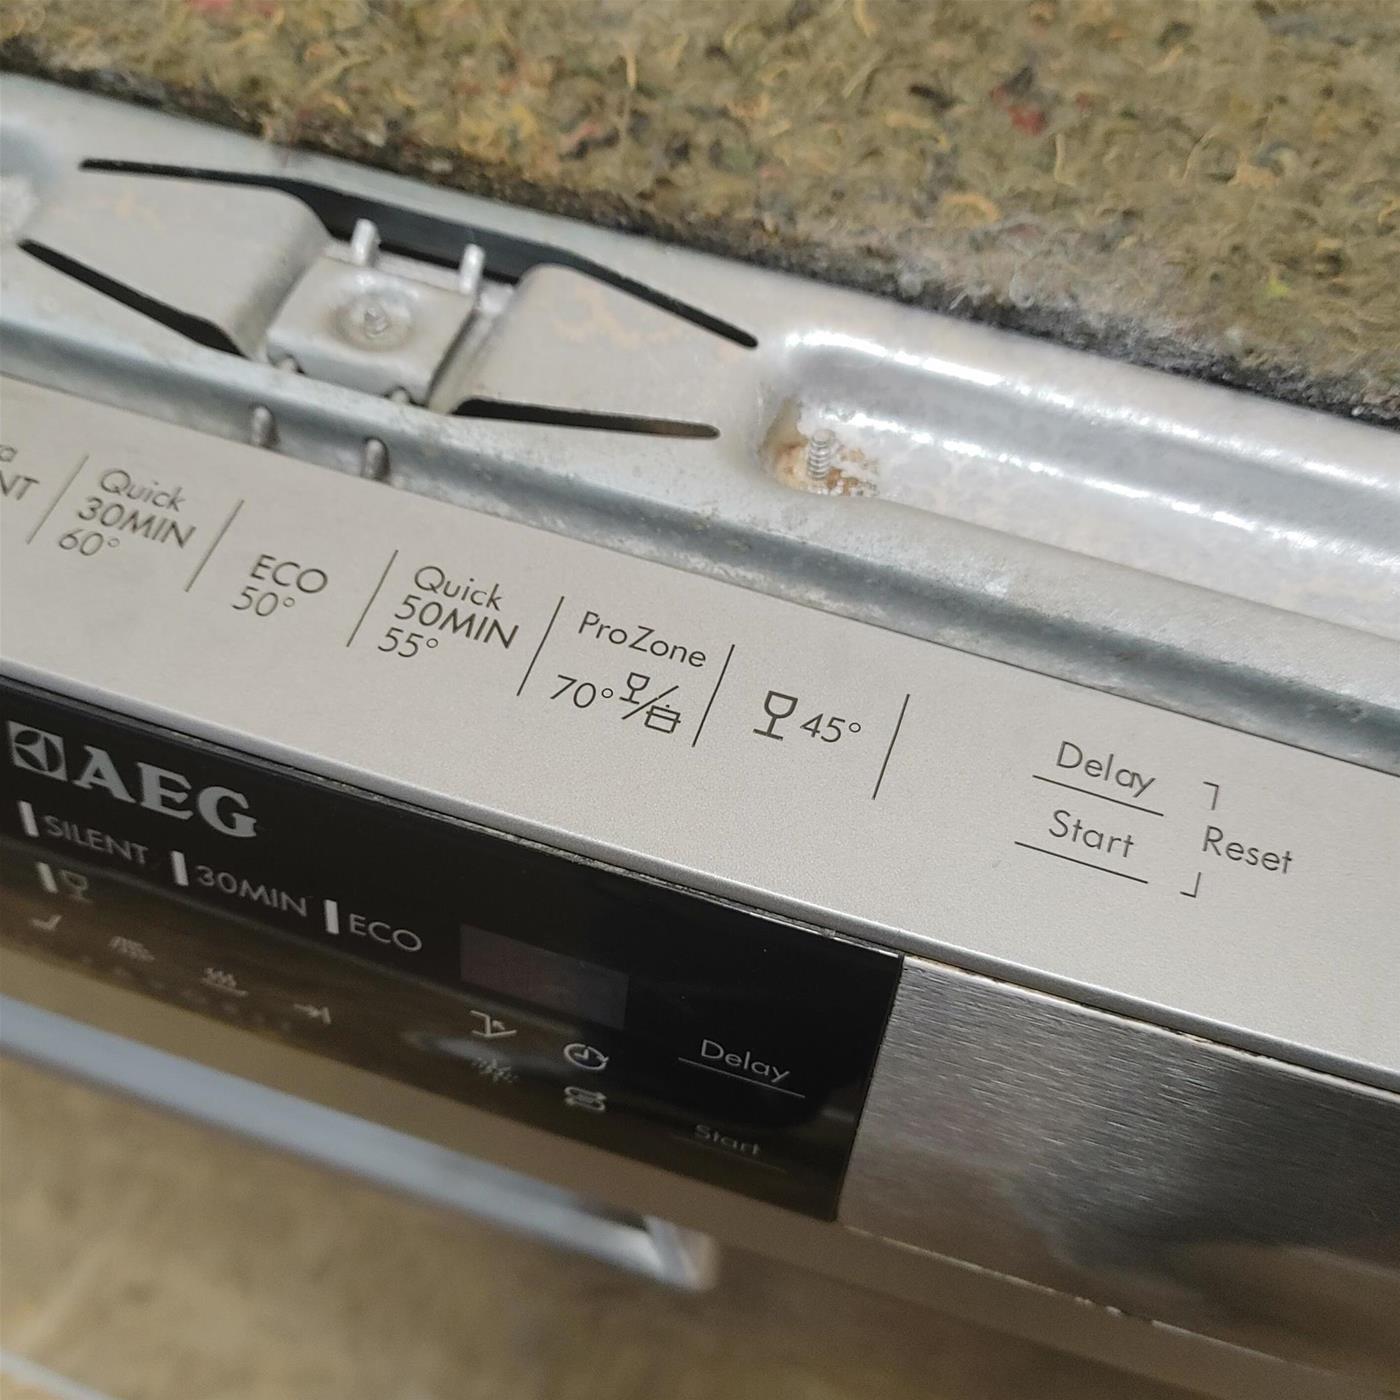 NT
Quick
30MIN
60°
ECO
50°
Quick
50MIN
55°
ProZone
70°
45°
Delay
Start
Reset
AEG
SILENT
30MIN
ECO
Delay
Start